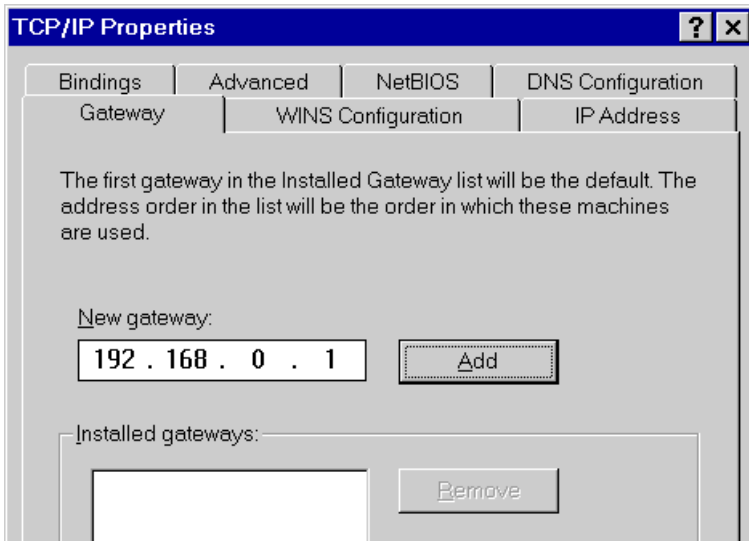 TCP/IP Properties
Bindings Advanced NetBIOS DNS Configuration
Gateway WINS Configuration IP Address
The first gateway in the Installed Gateway list will be the default. The
address order in the list will be the order in which these machines
are used.
New gateway:
192 . 168 . 0 . 1 Add
Installed gateways:
Remove